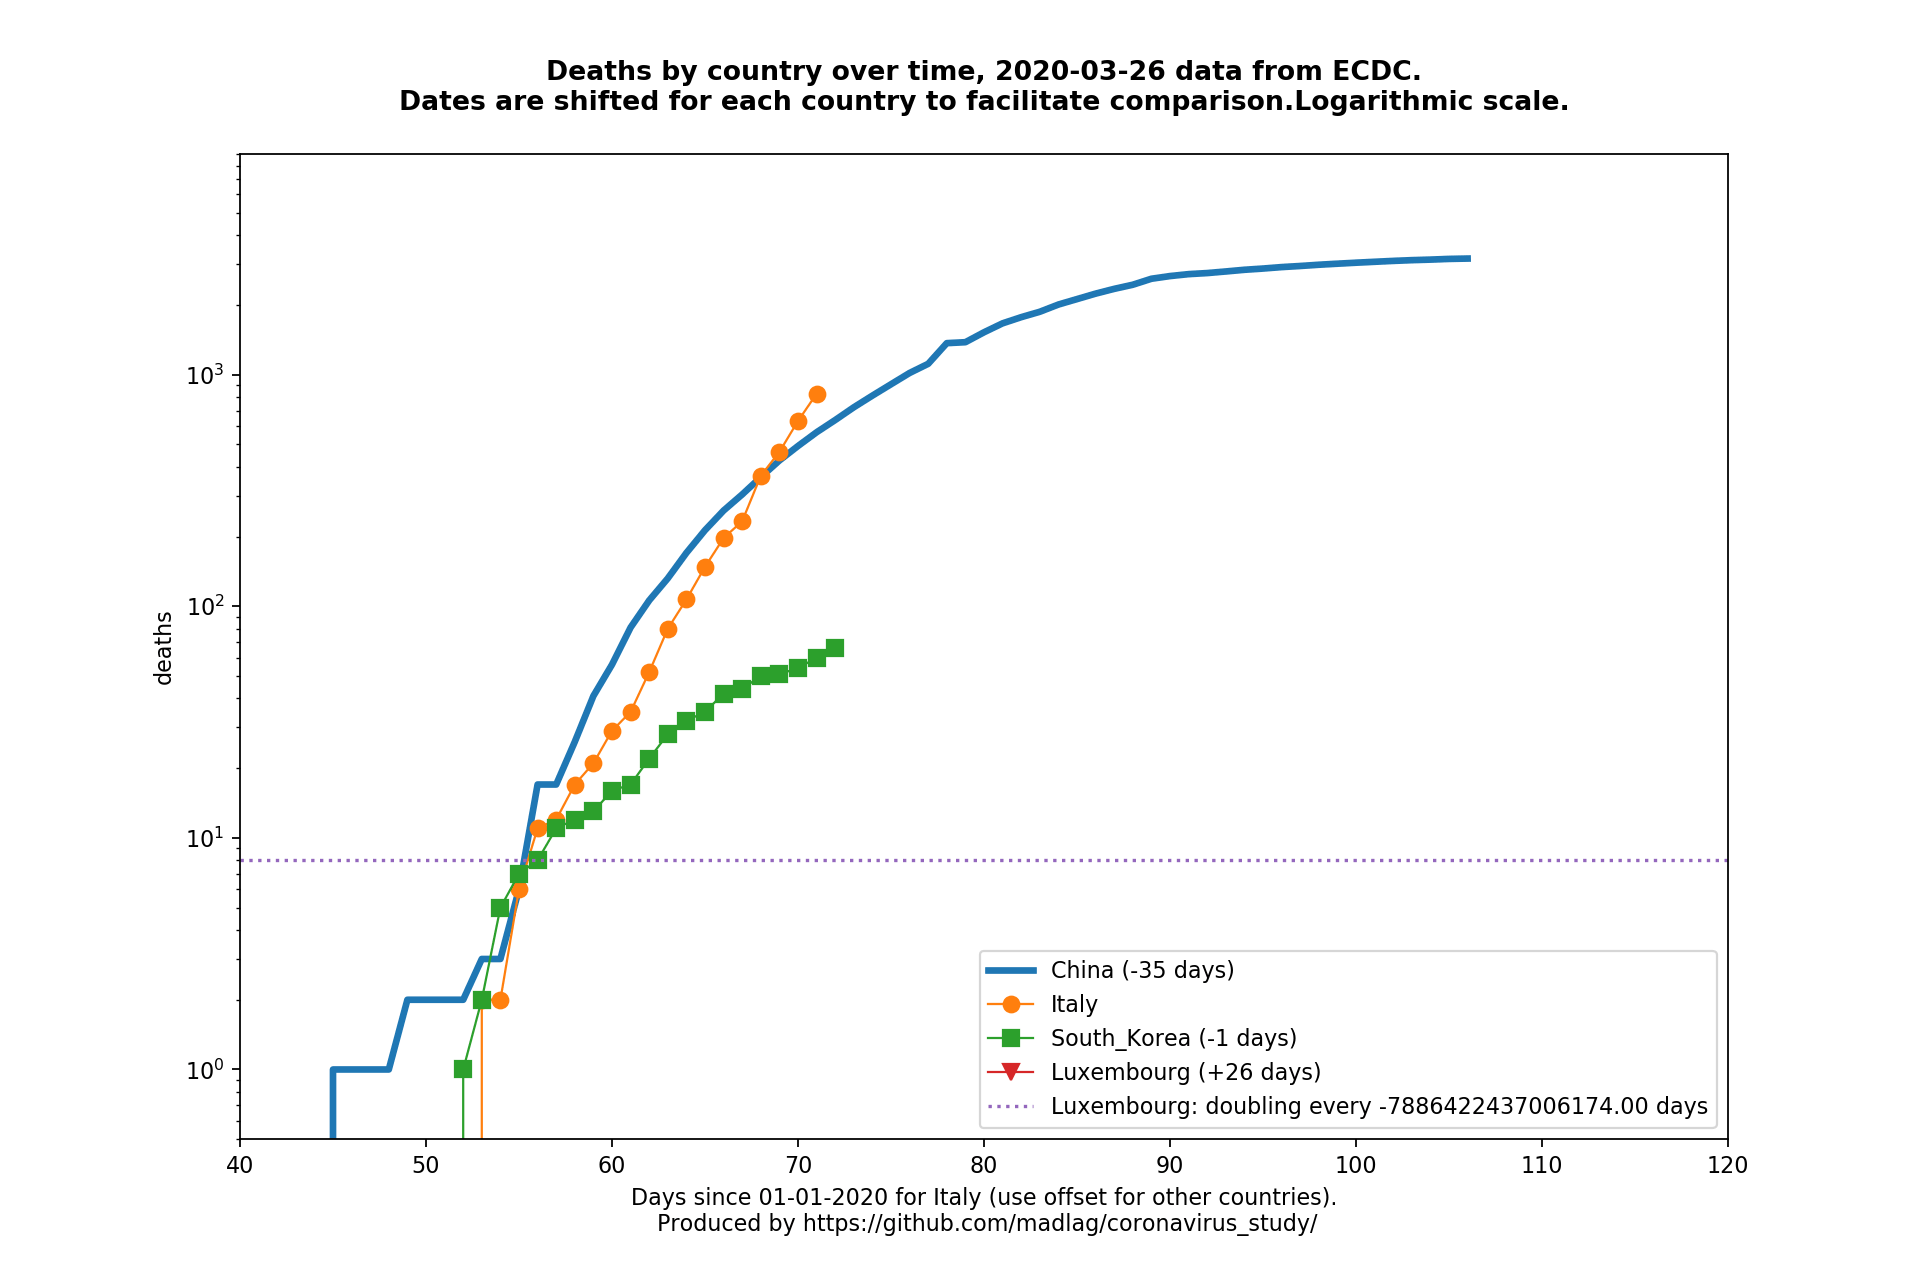 Deaths by country over time, 2020-03-26 data from ECDC.
Dates are shifted for each country to facilitate comparison.Logarithmic scale.
10³
10²
10¹
10⁰
deaths
China (-35 days)
Italy
South_Korea (-1 days)
Luxembourg (+26 days)
Luxembourg: doubling every -7886422437006174.00 days
40 50 60 70 80 90 100 110 120
Days since 01-01-2020 for Italy (use offset for other countries).
Produced by https://github.com/madlag/coronavirus_study/